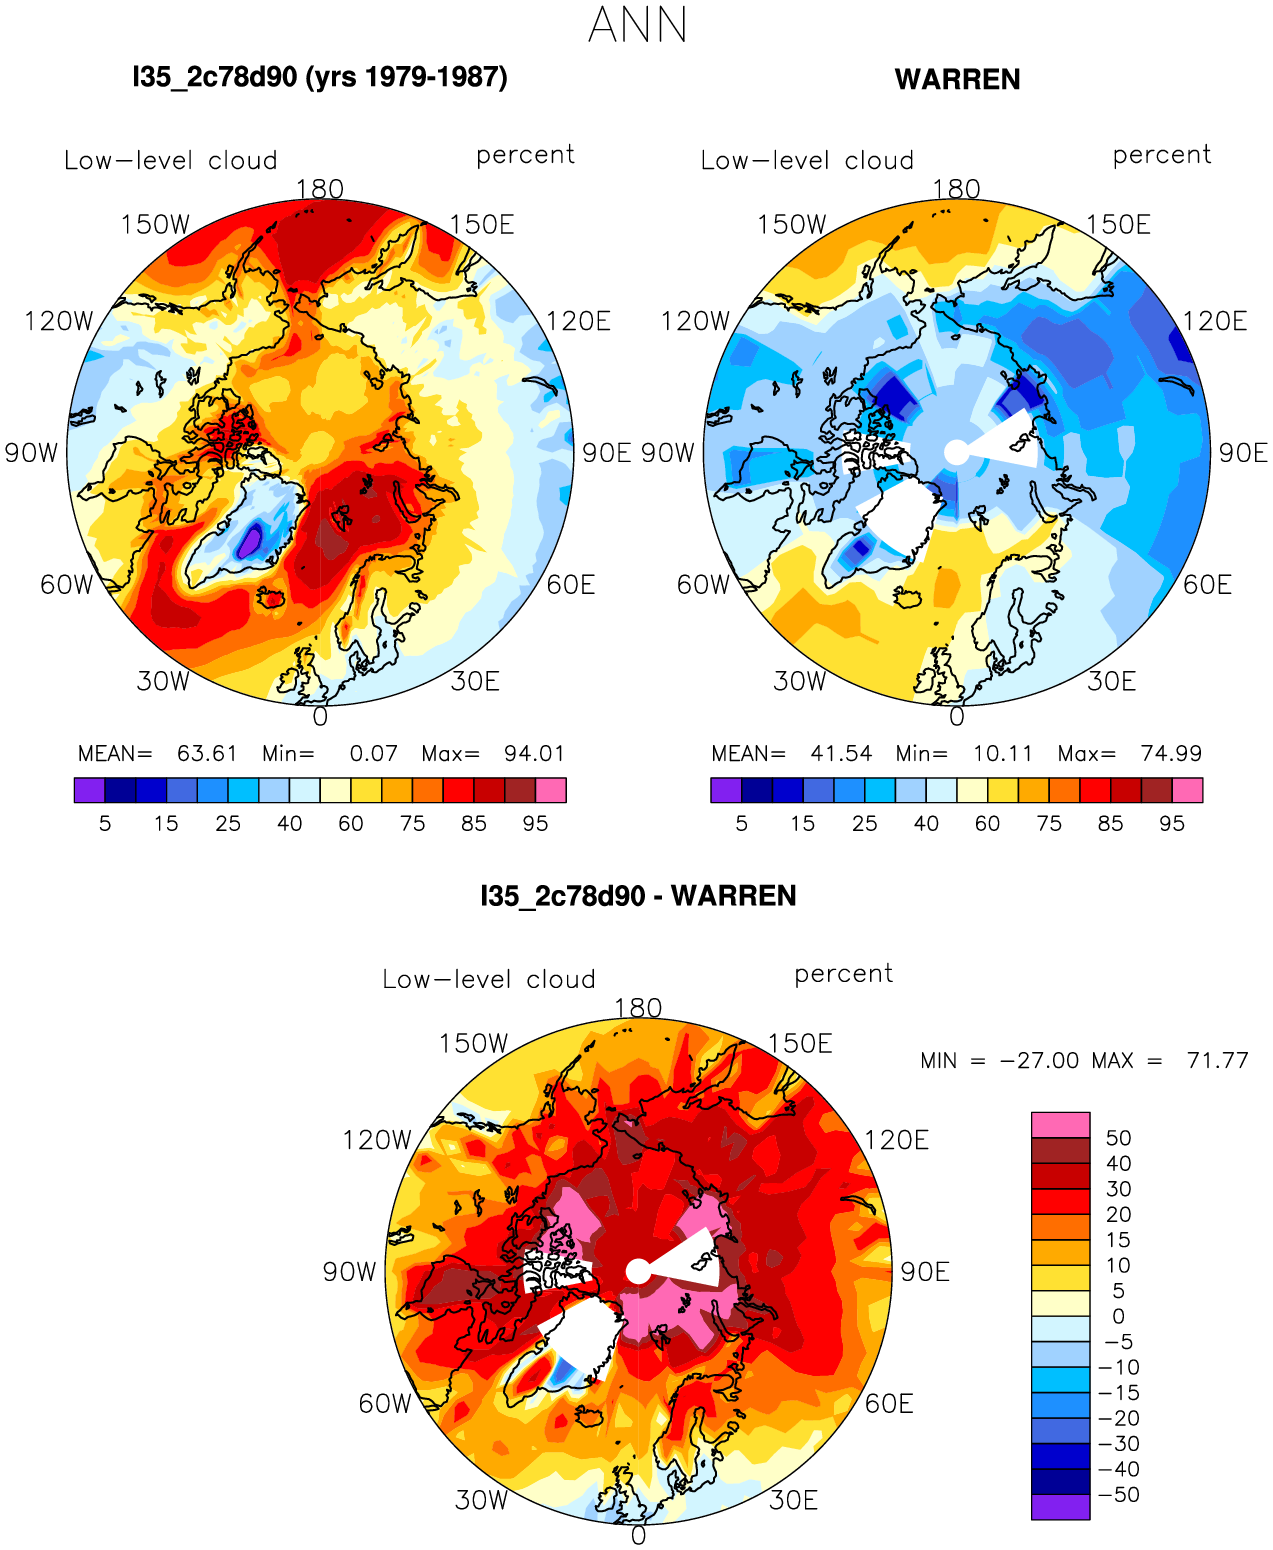 ANN
I35_2c78d90 (yrs 1979-1987)
WARREN
Low-level cloud percent
Low-level cloud percent
180
180
150W 150E
150W 150E
120W 120E
120W 120E
90W 90E
90W 90E
60W 60E
60W 60E
30W 30E
30W 30E
0
0
MEAN= 63.61 Min= 0.07 Max= 94.01
MEAN= 41.54 Min= 10.11 Max= 74.99
5 15 25 40 60 75 85 95
5 15 25 40 60 75 85 95
I35_2c78d90 - WARREN
Low-level cloud percent
180
150W 150E
MIN = -27.00 MAX = 71.77
120W 120E
90W 90E
60W 60E
30W 30E
0
50
40
30
20
15
10
5
0
-5
-10
-15
-20
-30
-40
-50